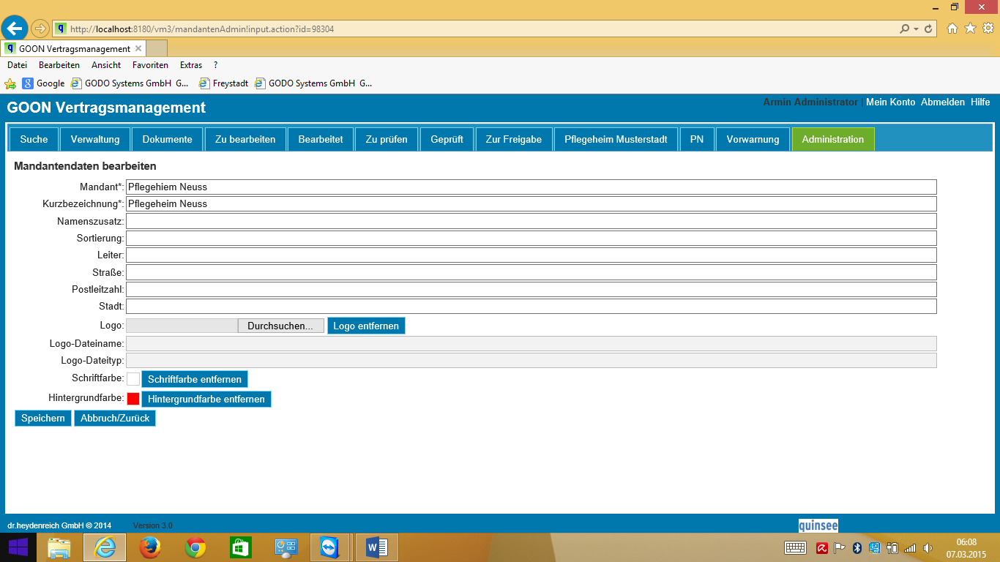 http://localhost:8180/vm3/mandantenAdmin!input.action?id=98304
GOON Vertragsmanagement
Datei Bearbeiten Ansicht Favoriten Extras ?
Google GODO Systems GmbH G... Freystadt GODO Systems GmbH G...
GOON Vertragsmanagement Armin Administrator | Mein Konto Abmelden Hilfe
Suche Verwaltung Dokumente Zu bearbeiten Bearbeitet Zu prüfen Geprüft Zur Freigabe Pflegeheim Musterstadt PN Vorwarnung Administration
Mandantendaten bearbeiten
Mandant*: Pflegehiem Neuss
Kurzbezeichnung*: Pflegeheim Neuss
Namenszusatz:
Sortierung:
Leiter:
Straße:
Postleitzahl:
Stadt:
Logo: Durchsuchen... Logo entfernen
Logo-Dateiname:
Logo-Dateityp:
Schriftfarbe: Schriftfarbe entfernen
Hintergrundfarbe: Hintergrundfarbe entfernen
Speichern Abbruch/Zurück
dr.heydenreich GmbH © 2014 Version 3.0 quinsee
06:08
07.03.2015